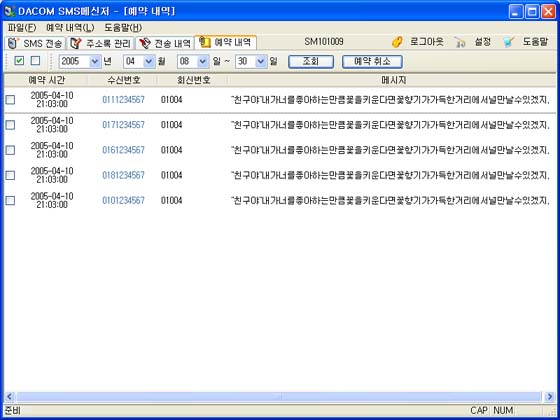 DACOM SMS메신저 - [예약 내역]
파일(F) 예약 내역(L) 도움말(H)
SMS 전송 주소록 관리 전송 내역 예약 내역 SM101009 로그아웃 설정 도움말
2005 년 04 월 08 일 ~ 30 일 조회 예약 취소
예약 시간 수신번호 회신번호 메시지
2005-04-10
21:03:00
0111234567 01004 "친구야"내가너를좋아하는만큼꽃을키운다면꽃향기가가득한거리에서널만날수있겠지.
2005-04-10
21:03:00
0171234567 01004 "친구야"내가너를좋아하는만큼꽃을키운다면꽃향기가가득한거리에서널만날수있겠지.
2005-04-10
21:03:00
0161234567 01004 "친구야"내가너를좋아하는만큼꽃을키운다면꽃향기가가득한거리에서널만날수있겠지.
2005-04-10
21:03:00
0181234567 01004 "친구야"내가너를좋아하는만큼꽃을키운다면꽃향기가가득한거리에서널만날수있겠지.
2005-04-10
21:03:00
0101234567 01004 "친구야"내가너를좋아하는만큼꽃을키운다면꽃향기가가득한거리에서널만날수있겠지.
준비 CAP NUM